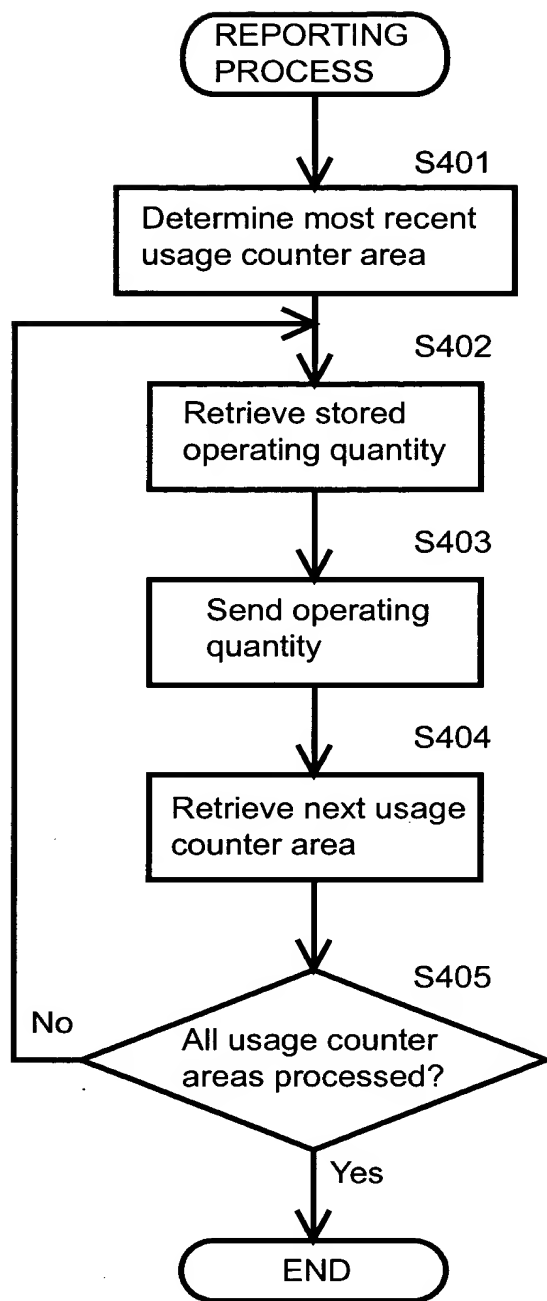 REPORTING
PROCESS
S401
Determine most recent
usage counter area
S402
Retrieve stored
operating quantity
S403
Send operating
quantity
S404
Retrieve next usage
counter area
S405
No
All usage counter
areas processed?
Yes
END